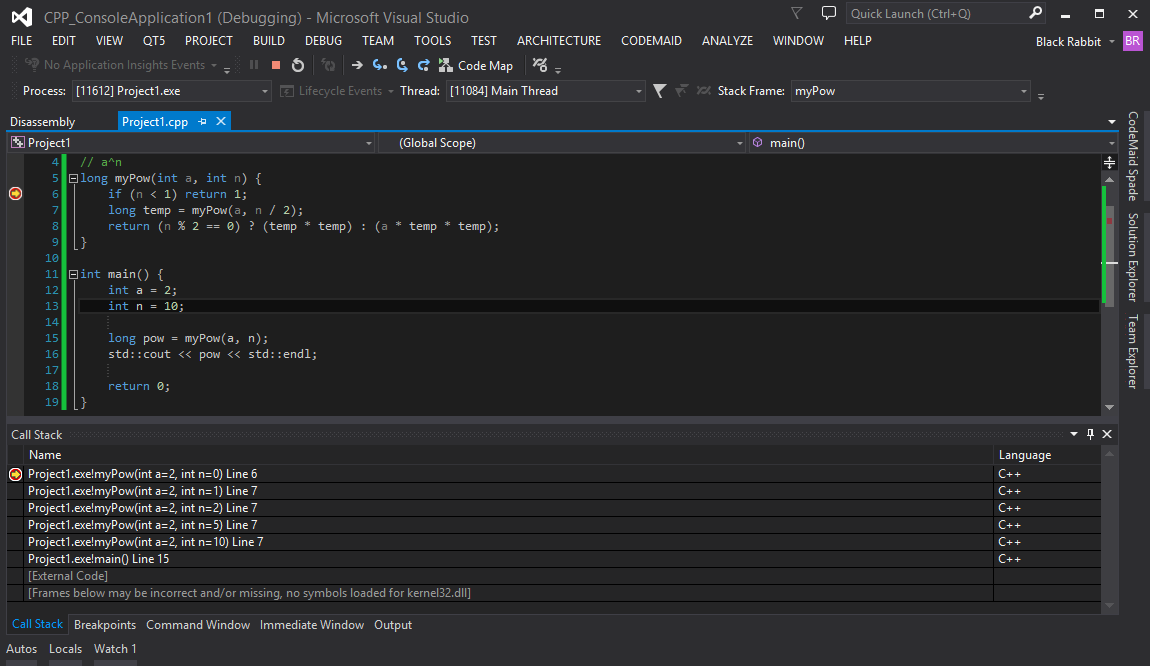 CPP_ConsoleApplication1 (Debugging) - Microsoft Visual Studio
Quick Launch (Ctrl+Q)
FILE EDIT VIEW QT5 PROJECT BUILD DEBUG TEAM TOOLS TEST ARCHITECTURE CODEMAID ANALYZE WINDOW HELP Black Rabbit BR
No Application Insights Events Code Map
Process: [11612] Project1.exe Lifecycle Events Thread: [11084] Main Thread Stack Frame: myPow
Disassembly Project1.cpp
Project1 (Global Scope) main()
4 // a^n
5 long myPow(int a, int n) {
6 if (n < 1) return 1;
7 long temp = myPow(a, n / 2);
8 return (n % 2 == 0) ? (temp * temp) : (a * temp * temp);
9 }
10
11 int main() {
12 int a = 2;
13 int n = 10;
14
15 long pow = myPow(a, n);
16 std::cout << pow << std::endl;
17
18 return 0;
19 }
CodeMaid Spade
Solution Explorer
Team Explorer
Call Stack
Name Language
Project1.exe!myPow(int a=2, int n=0) Line 6 C++
Project1.exe!myPow(int a=2, int n=1) Line 7 C++
Project1.exe!myPow(int a=2, int n=2) Line 7 C++
Project1.exe!myPow(int a=2, int n=5) Line 7 C++
Project1.exe!myPow(int a=2, int n=10) Line 7 C++
Project1.exe!main() Line 15 C++
[External Code]
[Frames below may be incorrect and/or missing, no symbols loaded for kernel32.dll]
Call Stack Breakpoints Command Window Immediate Window Output
Autos Locals Watch 1